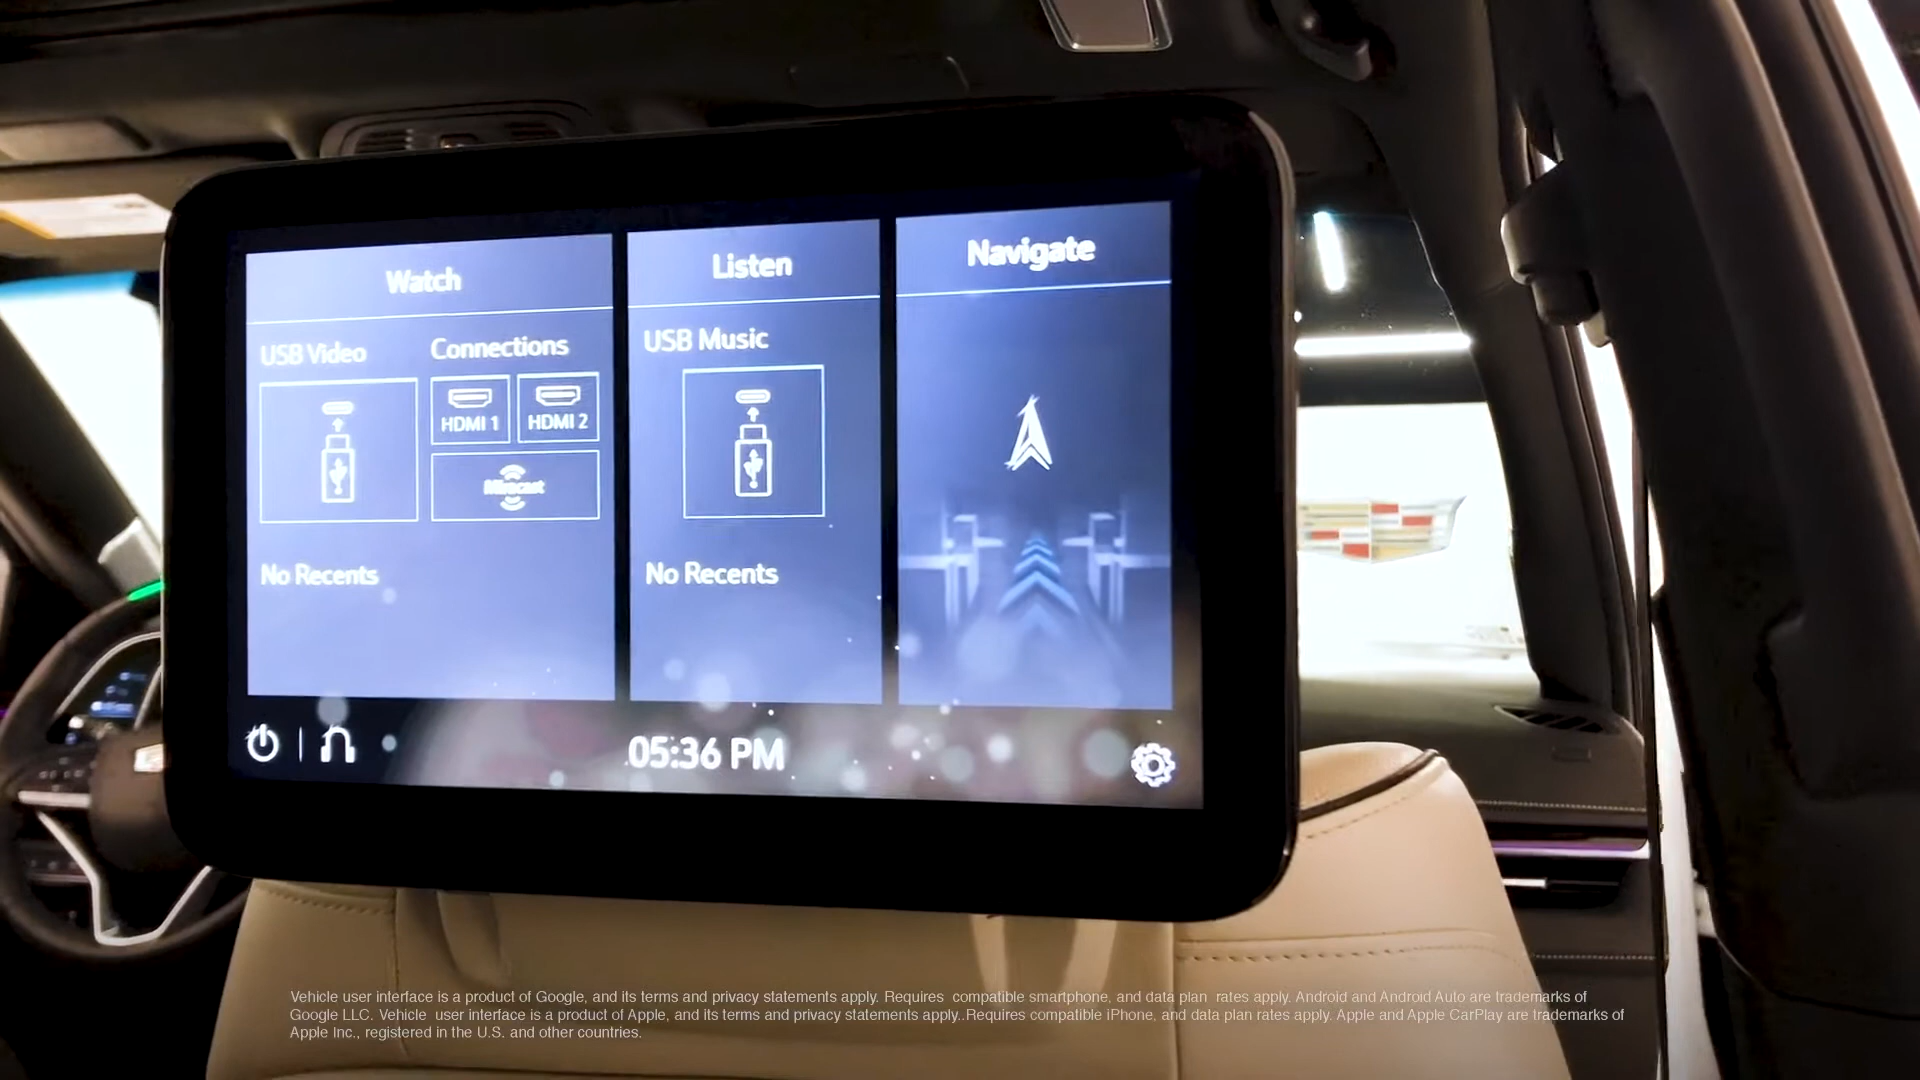 Watch
Listen
Navigate
USB Video
Connections
USB Music
HDMI 1
HDMI 2
Miracast
No Recents
No Recents
05:36 PM
Vehicle user interface is a product of Google, and its terms and privacy statements apply. Requires compatible smartphone, and data plan rates apply. Android and Android Auto are trademarks of
Google LLC. Vehicle user interface is a product of Apple, and its terms and privacy statements apply..Requires compatible iPhone, and data plan rates apply. Apple and Apple CarPlay are trademarks of
Apple Inc., registered in the U.S. and other countries.